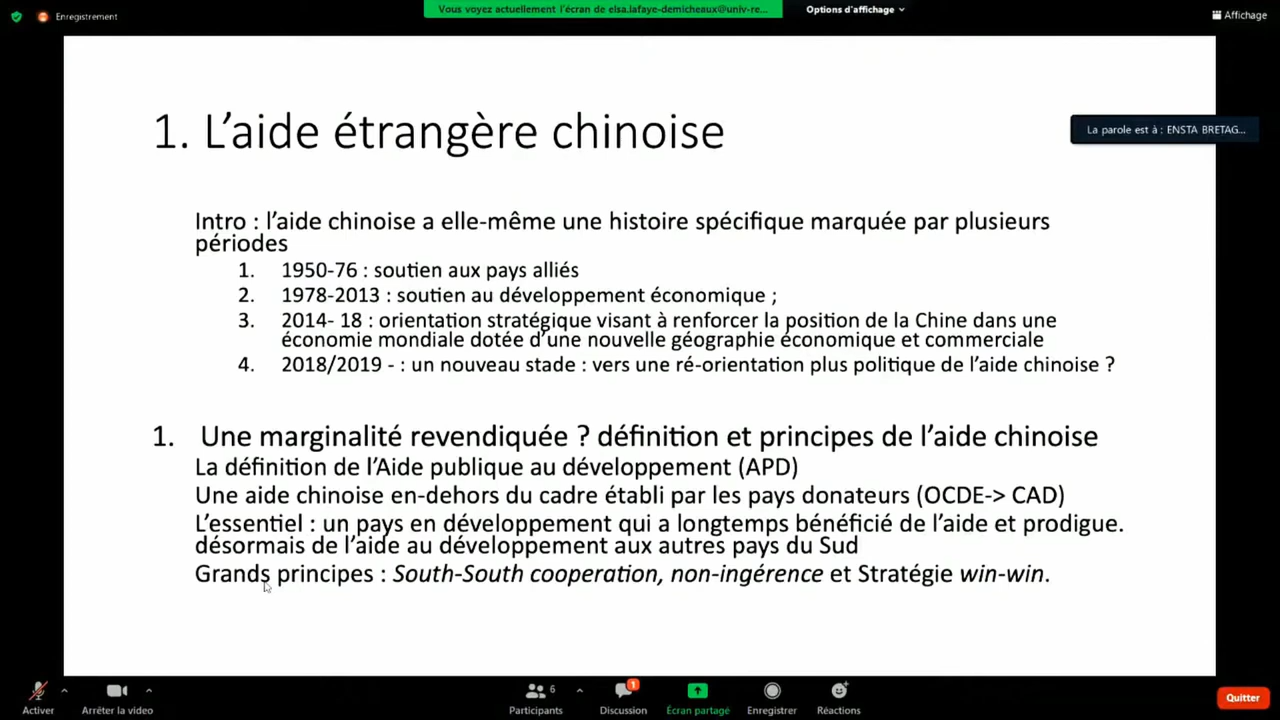 Enregistrement
Vous voyez actuellement l'écran de elsa.lafaye-demicheaux@univ-re...
Options d'affichage
Affichage
1. L'aide étrangère chinoise
La parole est à : ENSTA BRETAG...
Intro : l'aide chinoise a elle-même une histoire spécifique marquée par plusieurs
périodes
1. 1950-76 : soutien aux pays alliés
2. 1978-2013 : soutien au développement économique ;
3. 2014- 18 : orientation stratégique visant à renforcer la position de la Chine dans une
économie mondiale dotée d'une nouvelle géographie économique et commerciale
4. 2018/2019 - : un nouveau stade : vers une ré-orientation plus politique de l'aide chinoise ?
1. Une marginalité revendiquée ? définition et principes de l'aide chinoise
La définition de l'Aide publique au développement (APD)
Une aide chinoise en-dehors du cadre établi par les pays donateurs (OCDE-> CAD)
L'essentiel : un pays en développement qui a longtemps bénéficié de l'aide et prodigue.
désormais de l'aide au développement aux autres pays du Sud
Grands principes : South-South cooperation, non-ingérence et Stratégie win-win.
Activer
Arrêter la video
6
Participants
1
Discussion
Écran partagé
Enregistrer
Réactions
Quitter